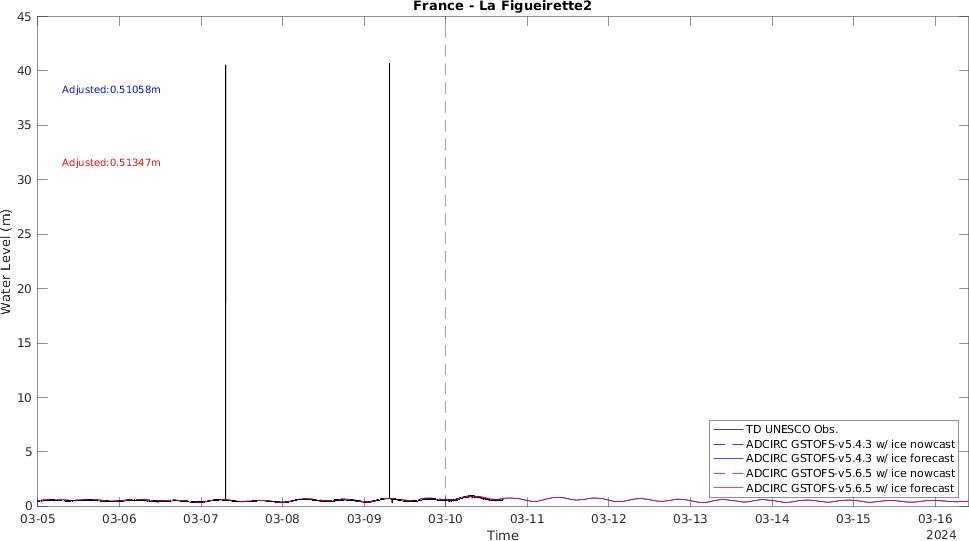 France - La Figueirette2
45
40
35
30
25
20
15
10
5
0
Water Level (m)
Adjusted:0.51058m
Adjusted:0.51347m
TD UNESCO Obs.
ADCIRC GSTOFS-v5.4.3 w/ ice nowcast
ADCIRC GSTOFS-v5.4.3 w/ ice forecast
ADCIRC GSTOFS-v5.6.5 w/ ice nowcast
ADCIRC GSTOFS-v5.6.5 w/ ice forecast
03-05 03-06 03-07 03-08 03-09 03-10 03-11 03-12 03-13 03-14 03-15 03-16
Time
2024